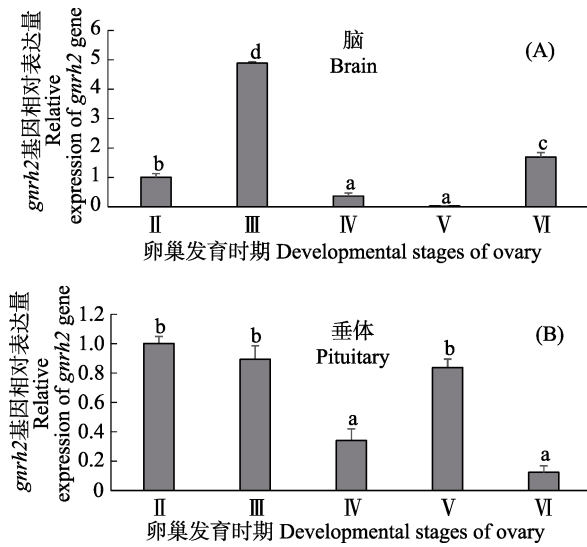 gnrh2基因相对表达量
Relative
expression of gnrh2 gene
6
5
4
3
2
1
0
脑
Brain
(A)
b
d
a
a
c
Ⅱ
Ⅲ
Ⅳ
Ⅴ
Ⅵ
卵巢发育时期 Developmental stages of ovary
gnrh2基因相对表达量
Relative
expression of gnrh2 gene
1.2
1.0
0.8
0.6
0.4
0.2
0
垂体
Pituitary
(B)
b
b
a
b
a
Ⅱ
Ⅲ
Ⅳ
Ⅴ
Ⅵ
卵巢发育时期 Developmental stages of ovary